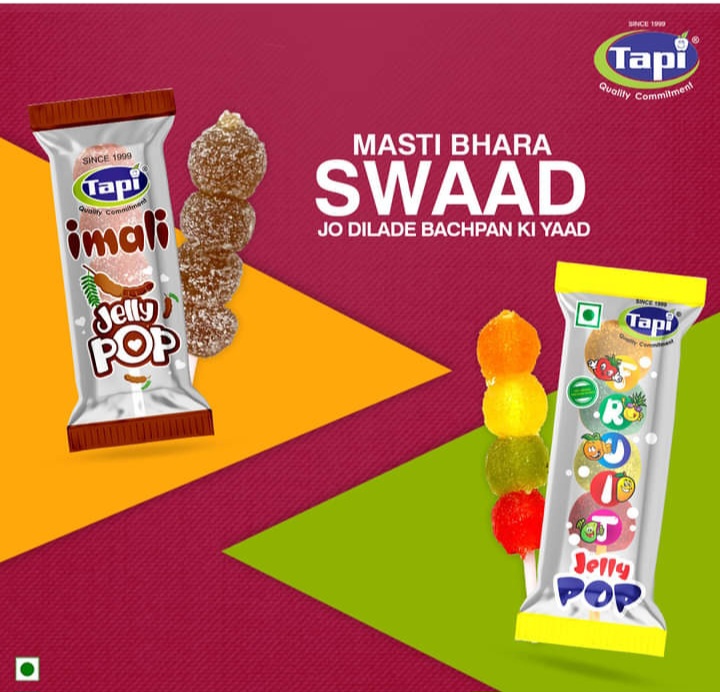 SINCE 1999
Tapi®
Quality Commitment
MASTI BHARA
SWAAD
JO DILADE BACHPAN KI YAAD
SINCE 1999
Tapi®
Quality Commitment
imali
Jelly
POP
SINCE 1999
Tapi®
Quality Commitment
F
R
U
I
T
Jelly
POP